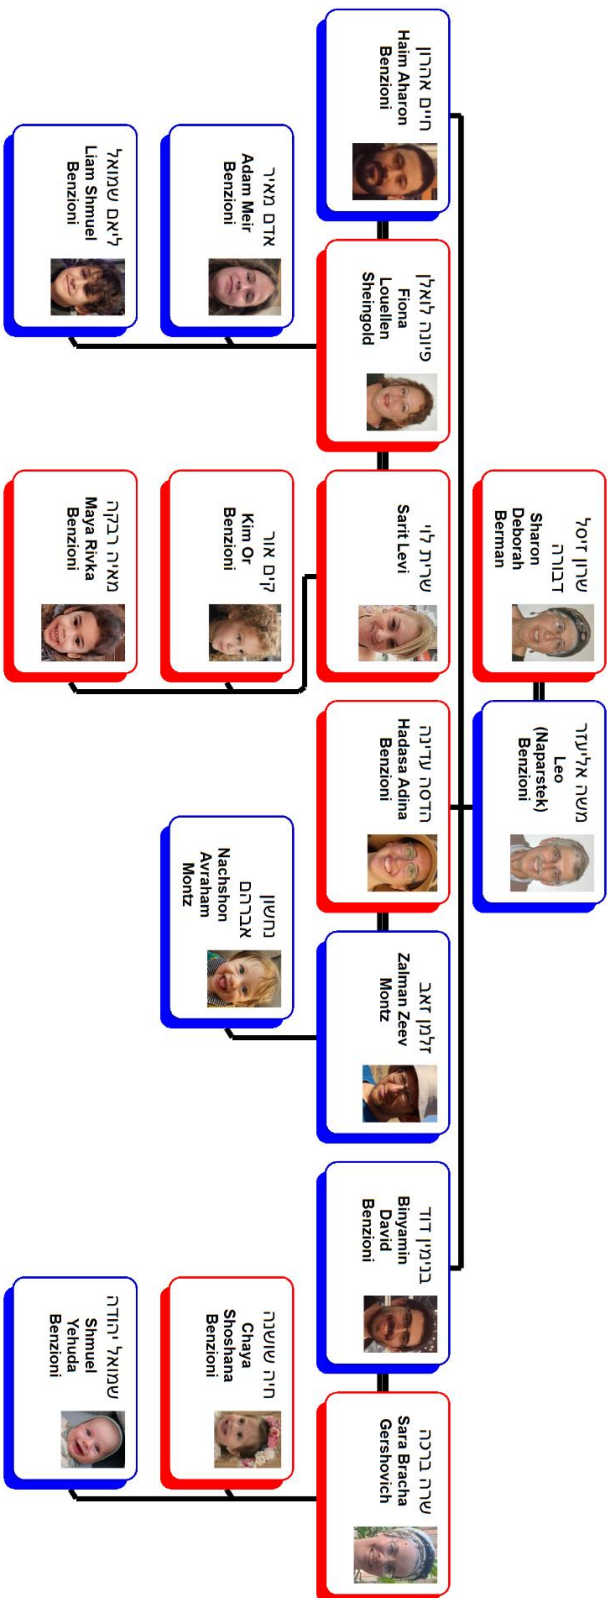 שרון זיסל
דבורה
Sharon
Deborah
Berman
משה אליעזר
Leo
(Naparstek)
Benzioni
חיים אהרון
Haim Aharon
Benzioni
פיונה לואלן
Fiona
Louellen
Sheingold
שרית לוי
Sarit Levi
הדסה עדינה
Hadasa Adina
Benzioni
זלמן זאב
Zalman Zeev
Montz
בנימין דוד
Binyamin
David
Benzioni
שרה ברכה
Sara Bracha
Gershovich
אדם מאיר
Adam Meir
Benzioni
קים אור
Kim Or
Benzioni
נחשון
אברהם
Nachshon
Avraham
Montz
חיה שושנה
Chaya
Shoshana
Benzioni
ליאם שמואל
Liam Shmuel
Benzioni
מאיה רבקה
Maya Rivka
Benzioni
שמואל יהודה
Shmuel
Yehuda
Benzioni